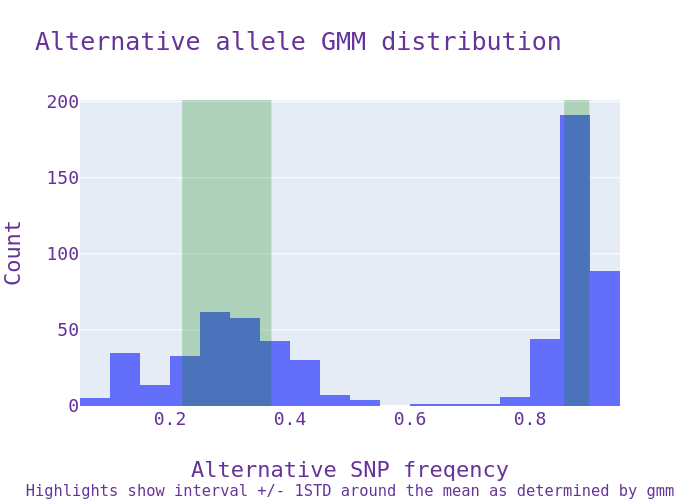 Alternative allele GMM distribution
200
150
100
50
0
Count
0.2 0.4 0.6 0.8
Alternative SNP freqency
Highlights show interval +/- 1STD around the mean as determined by gmm